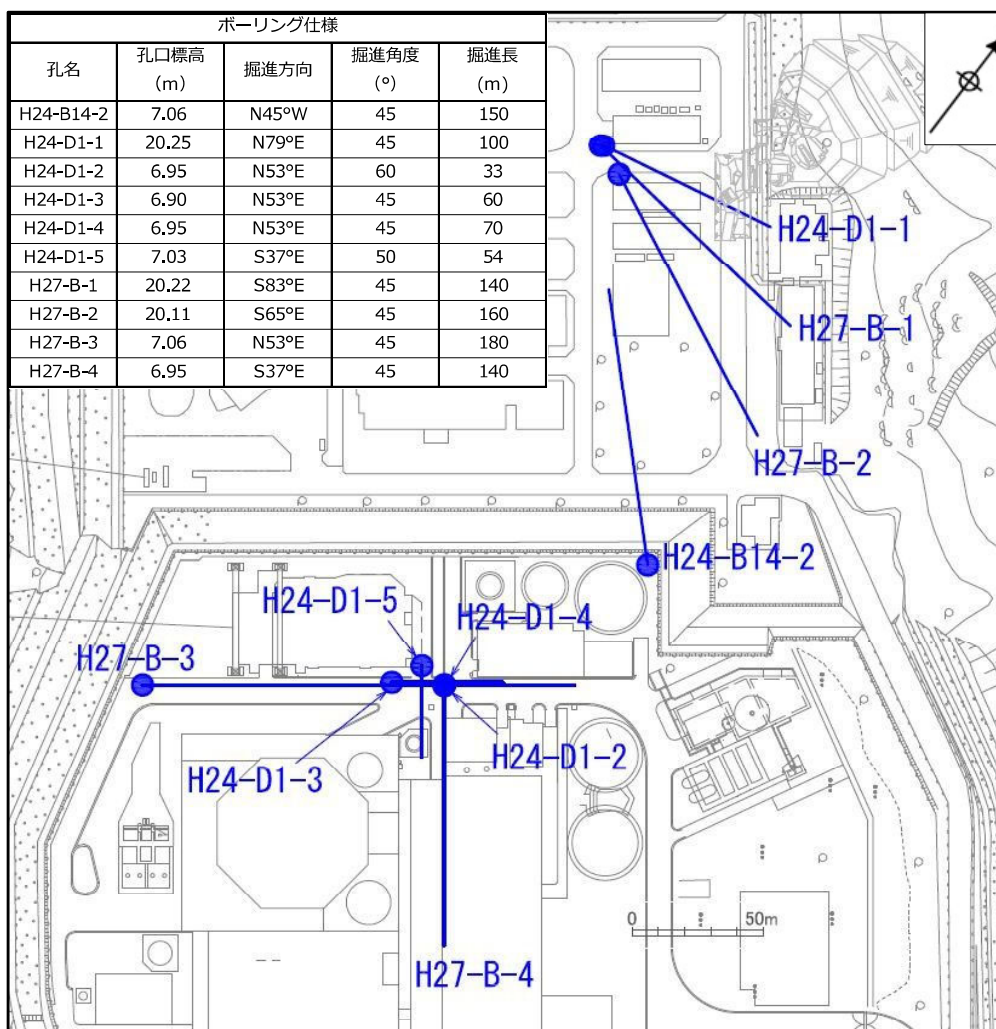 ボーリング仕様
孔名 孔口標高（m） 掘進方向 掘進角度（°） 掘進長（m）
H24-B14-2 7.06 N45°W 45 150
H24-D1-1 20.25 N79°E 45 100
H24-D1-2 6.95 N53°E 60 33
H24-D1-3 6.90 N53°E 45 60
H24-D1-4 6.95 N53°E 45 70
H24-D1-5 7.03 S37°E 50 54
H27-B-1 20.22 S83°E 45 140
H27-B-2 20.11 S65°E 45 160
H27-B-3 7.06 N53°E 45 180
H27-B-4 6.95 S37°E 45 140
H24-D1-1
H27-B-1
H27-B-2
H24-B14-2
H24-D1-5
H24-D1-4
H27-B-3
H24-D1-2
H24-D1-3
0 50m
H27-B-4